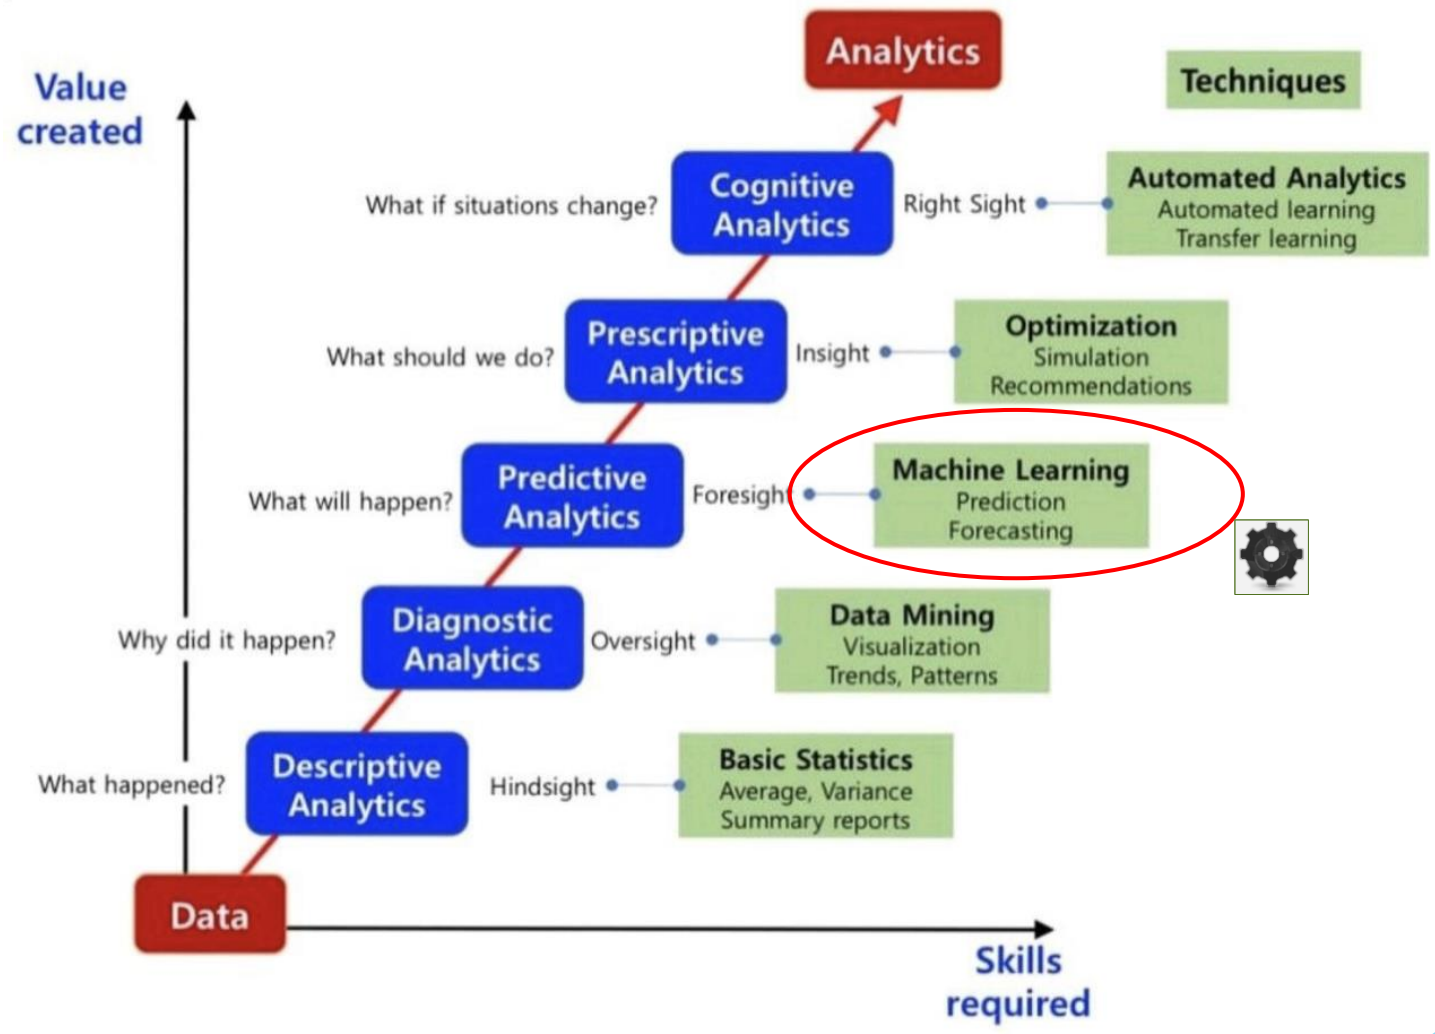 Analytics
Techniques
Value
created
What if situations change?
Cognitive
Analytics
Right Sight
Automated Analytics
Automated learning
Transfer learning
What should we do?
Prescriptive
Analytics
Insight
Optimization
Simulation
Recommendations
What will happen?
Predictive
Analytics
Foresight
Machine Learning
Prediction
Forecasting
Why did it happen?
Diagnostic
Analytics
Oversight
Data Mining
Visualization
Trends, Patterns
What happened?
Descriptive
Analytics
Hindsight
Basic Statistics
Average, Variance
Summary reports
Data
Skills
required